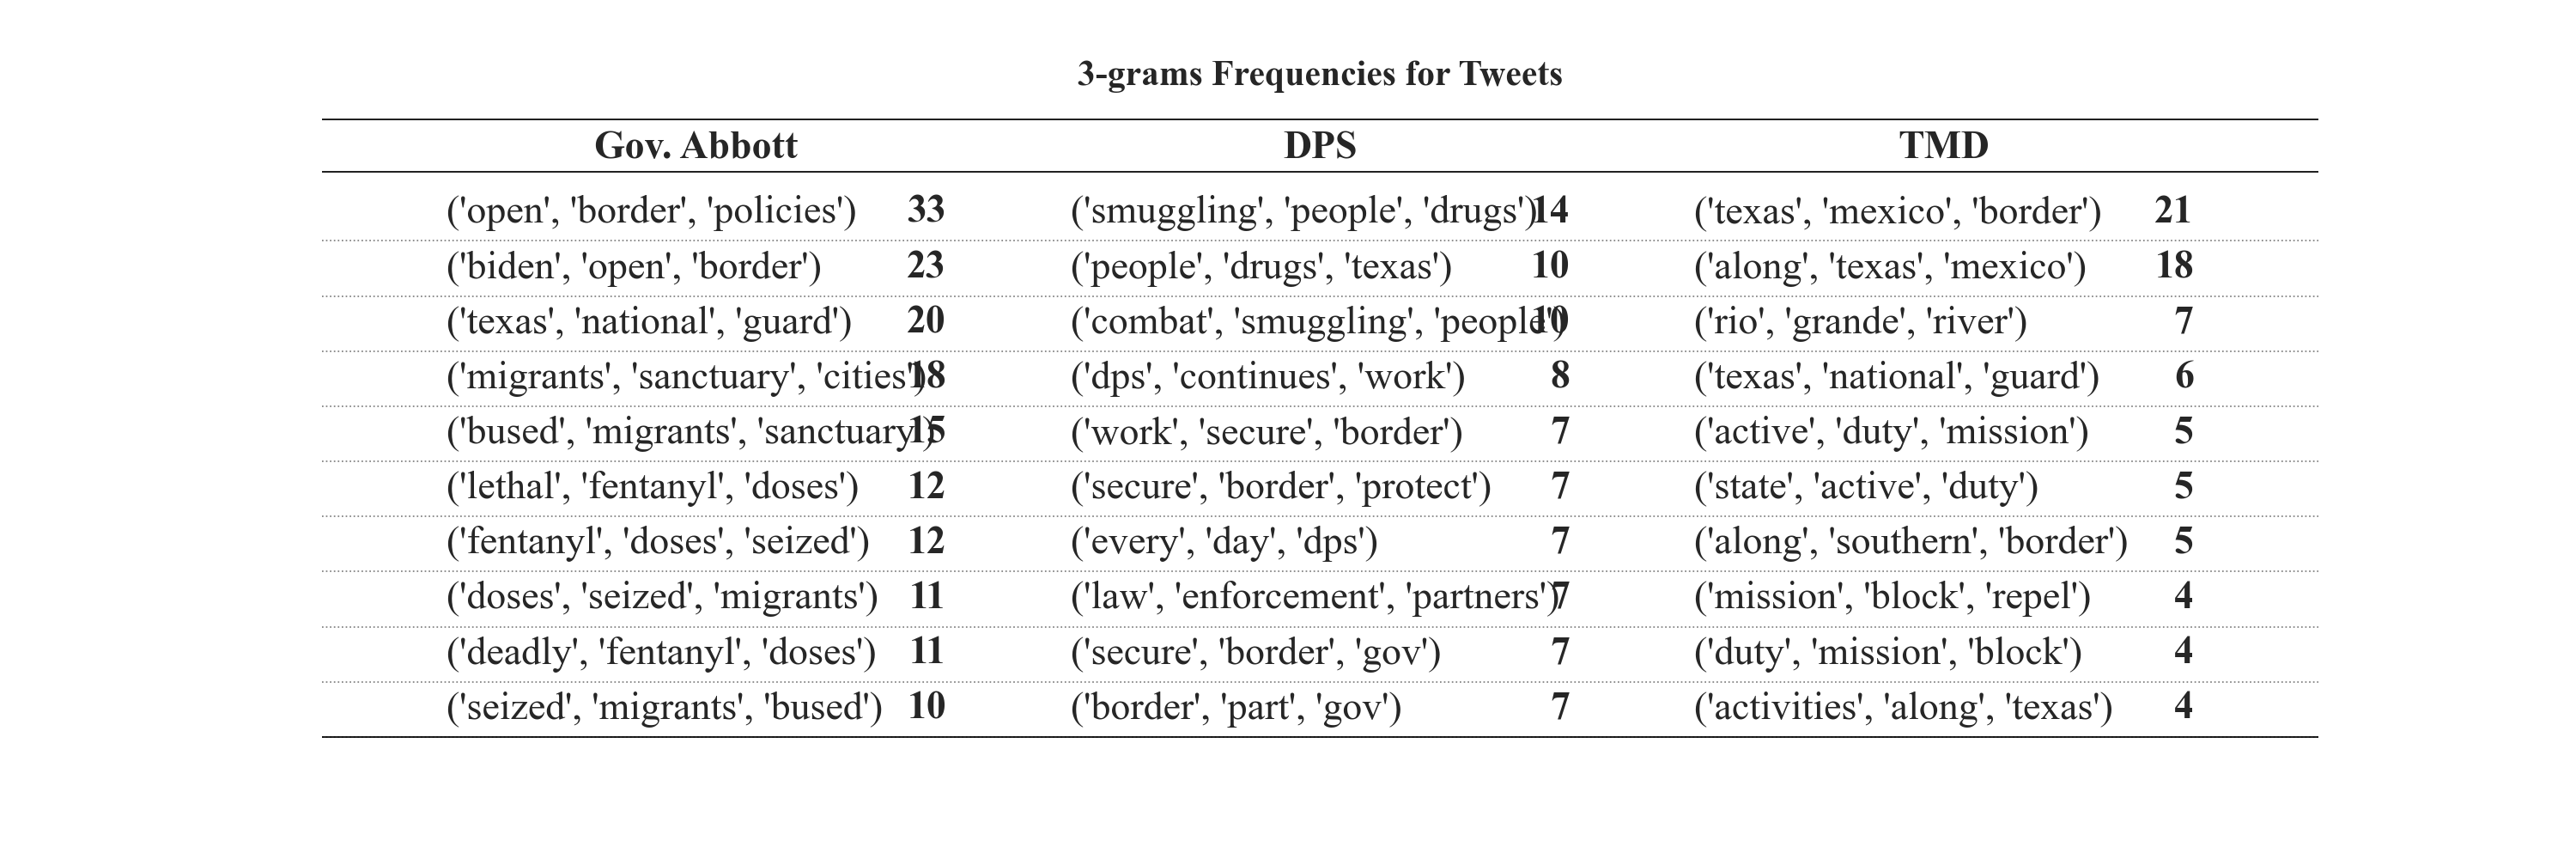 3-grams Frequencies for Tweets
Gov. Abbott DPS TMD
('open', 'border', 'policies') 33 ('smuggling', 'people', 'drugs') 14 ('texas', 'mexico', 'border') 21
('biden', 'open', 'border') 23 ('people', 'drugs', 'texas') 10 ('along', 'texas', 'mexico') 18
('texas', 'national', 'guard') 20 ('combat', 'smuggling', 'people') 10 ('rio', 'grande', 'river') 7
('migrants', 'sanctuary', 'cities') 18 ('dps', 'continues', 'work') 8 ('texas', 'national', 'guard') 6
('bused', 'migrants', 'sanctuary') 15 ('work', 'secure', 'border') 7 ('active', 'duty', 'mission') 5
('lethal', 'fentanyl', 'doses') 12 ('secure', 'border', 'protect') 7 ('state', 'active', 'duty') 5
('fentanyl', 'doses', 'seized') 12 ('every', 'day', 'dps') 7 ('along', 'southern', 'border') 5
('doses', 'seized', 'migrants') 11 ('law', 'enforcement', 'partners') 7 ('mission', 'block', 'repel') 4
('deadly', 'fentanyl', 'doses') 11 ('secure', 'border', 'gov') 7 ('duty', 'mission', 'block') 4
('seized', 'migrants', 'bused') 10 ('border', 'part', 'gov') 7 ('activities', 'along', 'texas') 4